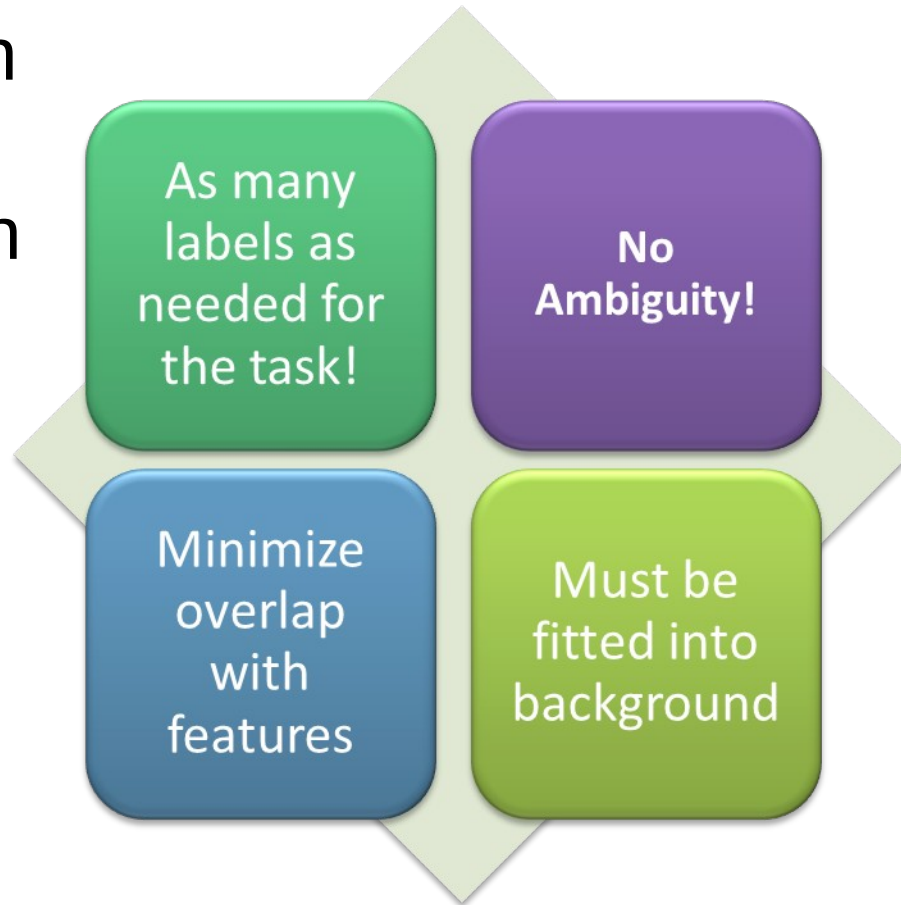 n
n
As many
labels as
needed for
the task!
No
Ambiguity!
Minimize
overlap
with
features
Must be
fitted into
background